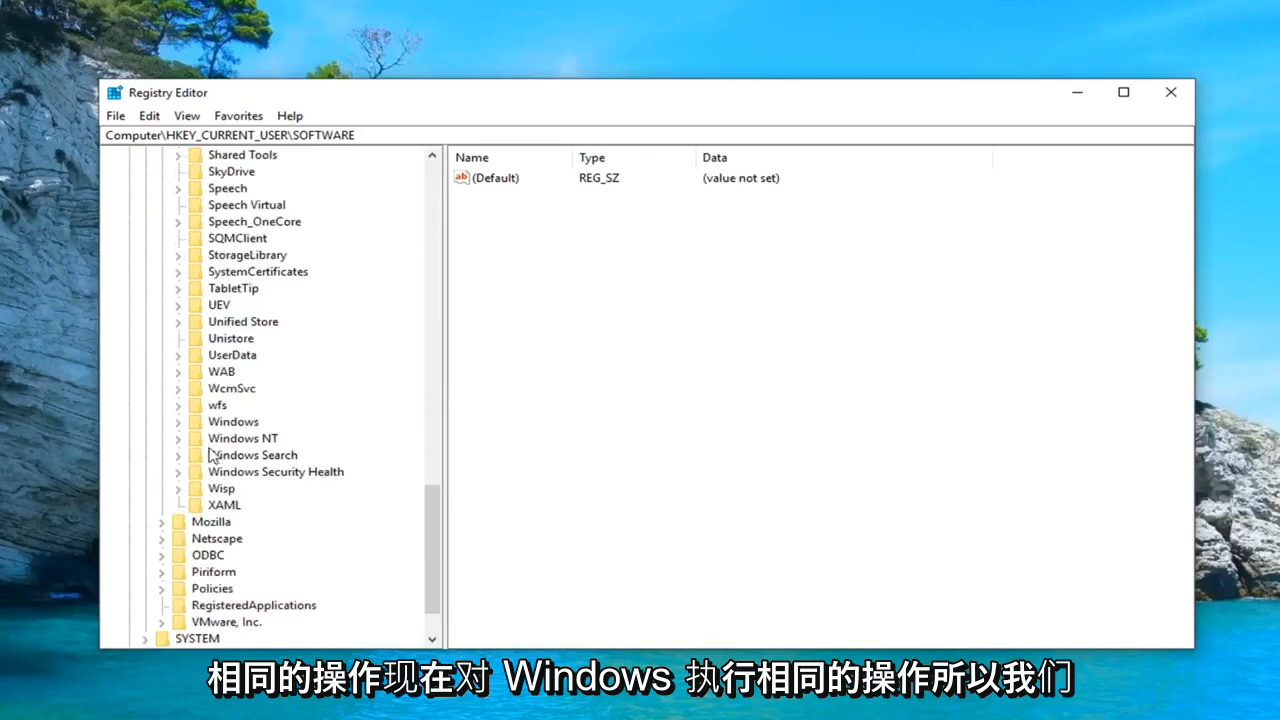 Registry Editor
File Edit View Favorites Help
Computer\HKEY_CURRENT_USER\SOFTWARE
Name Type Data
(Default) REG_SZ (value not set)
Shared Tools
SkyDrive
Speech
Speech Virtual
Speech_OneCore
SQMClient
StorageLibrary
SystemCertificates
TabletTip
UEV
Unified Store
Unistore
UserData
WAB
WcmSvc
wfs
Windows
Windows NT
Windows Search
Windows Security Health
Wisp
XAML
Mozilla
Netscape
ODBC
Piriform
Policies
RegisteredApplications
VMware, Inc.
SYSTEM
相同的操作现在对 Windows 执行相同的操作所以我们